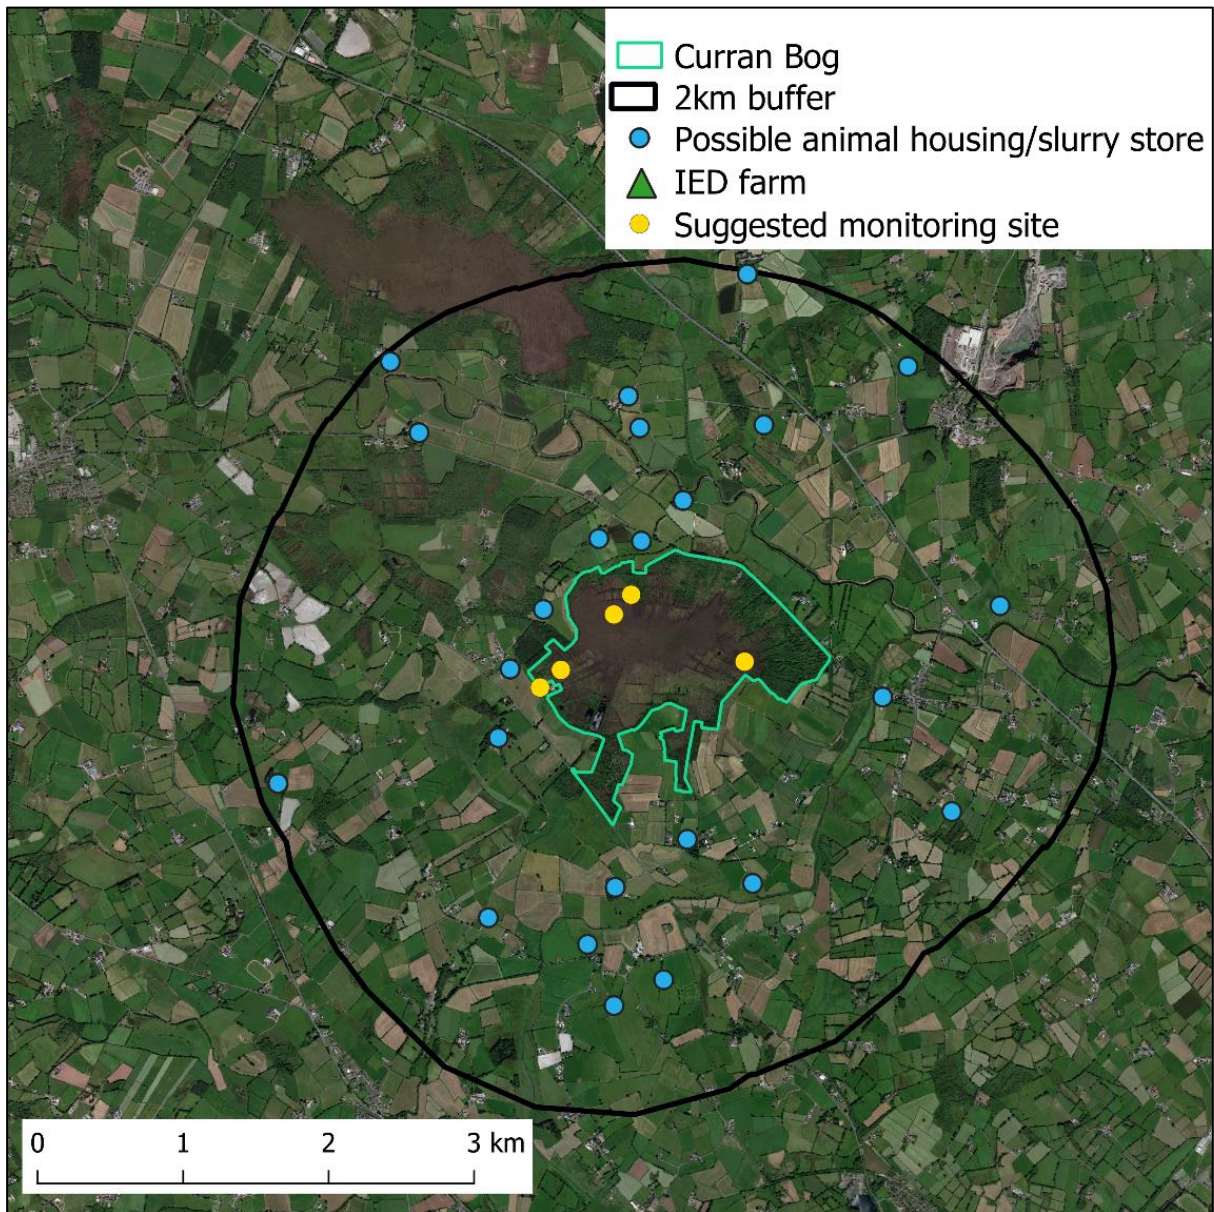 Curran Bog
2km buffer
Possible animal housing/slurry store
IED farm
Suggested monitoring site
0 1 2 3 km